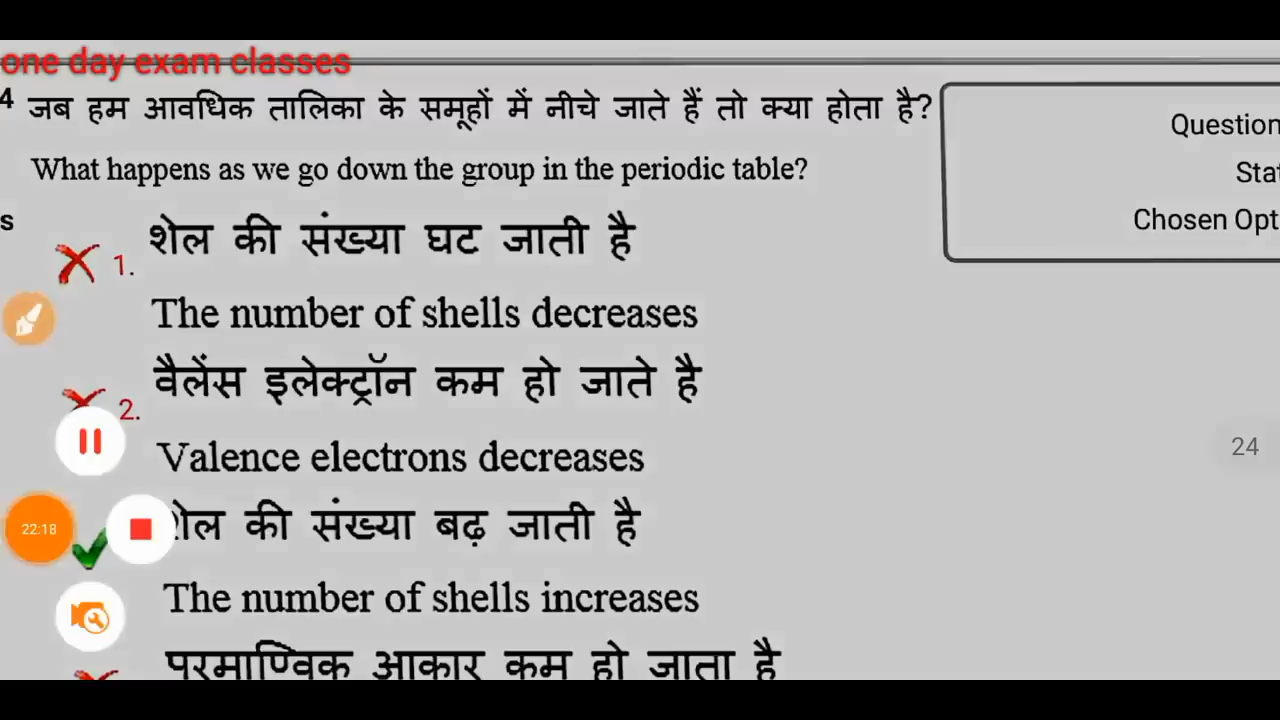 one day exam classes
4 जब हम आवधिक तालिका के समूहों में नीचे जाते हैं तो क्या होता है?
What happens as we go down the group in the periodic table?
s
1. शेल की संख्या घट जाती है
The number of shells decreases
2. वैलेंस इलेक्ट्रॉन कम हो जाते है
Valence electrons decreases
शेल की संख्या बढ़ जाती है
The number of shells increases
परमाण्विक आकार कम हो जाता है
Question
Stat
Chosen Opt
24
22:18